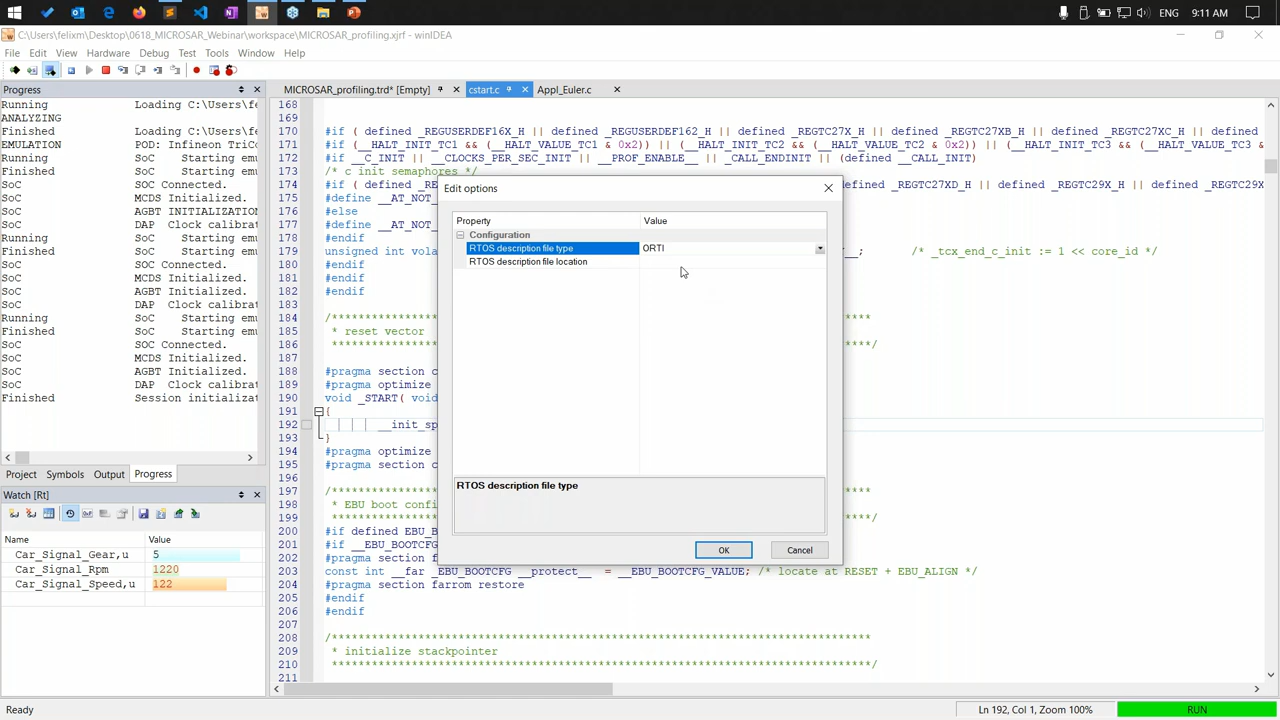 ENG 9:11 AM
C:\Users\felixm\Desktop\0618_MICROSAR_Webinar\workspace\MICROSAR_profiling.xjrf - winIDEA
File Edit View Hardware Debug Test Tools Window Help
Progress
Running Loading C:\Users\fe
ANALYZING
Finished Loading C:\Users\fe
EMULATION POD: Infineon TriCo
Running Loading C:\Users\fe
SoC Starting emu
SoC SOC Connected.
SoC MCDS Initialized.
SoC AGBT INITIALIZATION
SoC DAP Clock calibrat
Running Starting emu
Finished Starting emu
SoC SOC Connected.
SoC MCDS Initialized.
SoC AGBT Initialized.
SoC DAP Clock calibrat
Running Starting emu
Finished Starting emu
SoC SOC Connected.
SoC MCDS Initialized.
SoC AGBT Initialized.
SoC DAP Clock calibrat
Finished Session initializat
Project Symbols Output Progress
Watch [Rt]
Name Value
Car_Signal_Gear,u 5
Car_Signal_Rpm 1220
Car_Signal_Speed,u 122
MICROSAR_profiling.trd* [Empty] cstart.c Appl_Euler.c
168
169
170 #if ( defined _REGUSERDEF16X_H || defined _REGUSERDEF162_H || defined _REGTC27X_H || defined _REGTC27XB_H || defined _REGTC27XC_H || defined
171 #if (__HALT_INIT_TC1 && (__HALT_VALUE_TC1 & 0x2)) || (__HALT_INIT_TC2 && (__HALT_VALUE_TC2 & 0x2)) || (__HALT_INIT_TC3 && (__HALT_VALUE_TC3 &
172 #if __C_INIT || __CLOCKS_PER_SEC_INIT || __PROF_ENABLE__ || _CALL_ENDINIT || (defined __CALL_INIT)
173 /* c init semaphores */
174 #if ( defined _REGTC27XD_H || defined _REGTC29X_H || defined _REGTC29X
175 #define __AT_NOT_
176 #else
177 #define __AT_NOT_
178 #endif
179 unsigned int vola __; /* _tcx_end_c_init := 1 << core_id */
180 #endif
181 #endif
182 #endif
183
184
185 * reset vector
186
187
188 #pragma section c
189 #pragma optimize
190 void _START( void
191 {
192 __init_sp
193 }
194 #pragma optimize
195 #pragma section c
196
197
198 * EBU boot confi
199
200 #if defined EBU_B
201 #if __EBU_BOOTCFG
202 #pragma section f
203 const int __far _EBU_BOOTCFG __protect__ = __EBU_BOOTCFG_VALUE; /* locate at RESET + EBU_ALIGN */
204 #pragma section farrom restore
205 #endif
206 #endif
207
208
209 * initialize stackpointer
210
211
Edit options
Property Value
Configuration
RTOS description file type ORTI
RTOS description file location
RTOS description file type
OK Cancel
Ready Ln 192, Col 1, Zoom 100% RUN